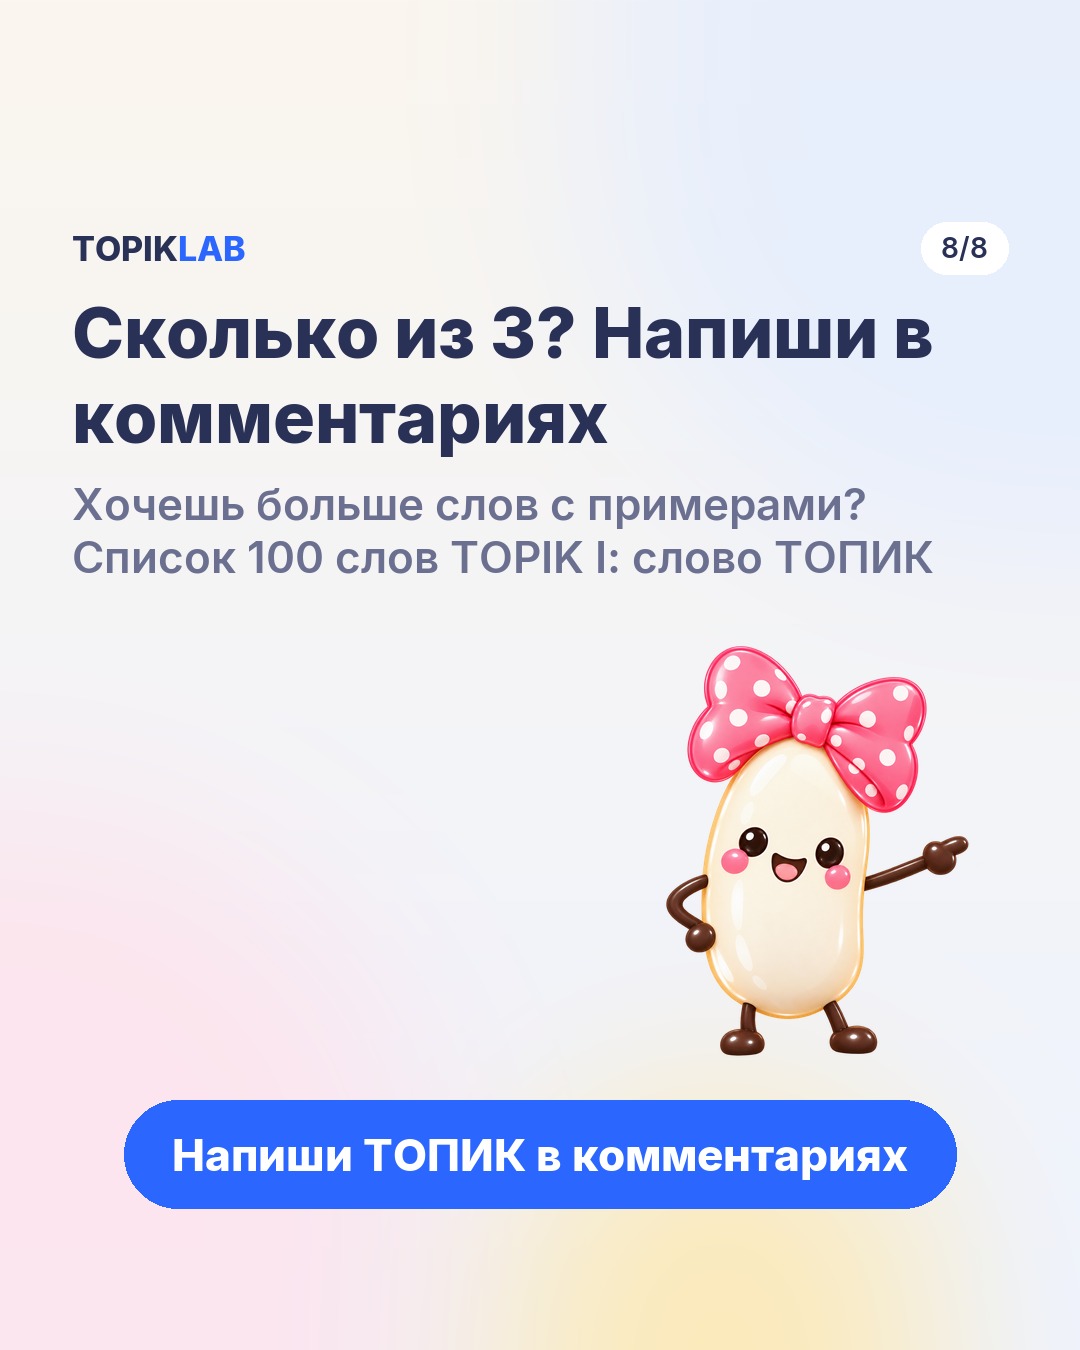 TOPIKLAB
8/8
Сколько из 3? Напиши в
комментариях
Хочешь больше слов с примерами?
Список 100 слов TOPIK I: слово ТОПИК
Напиши ТОПИК в комментариях